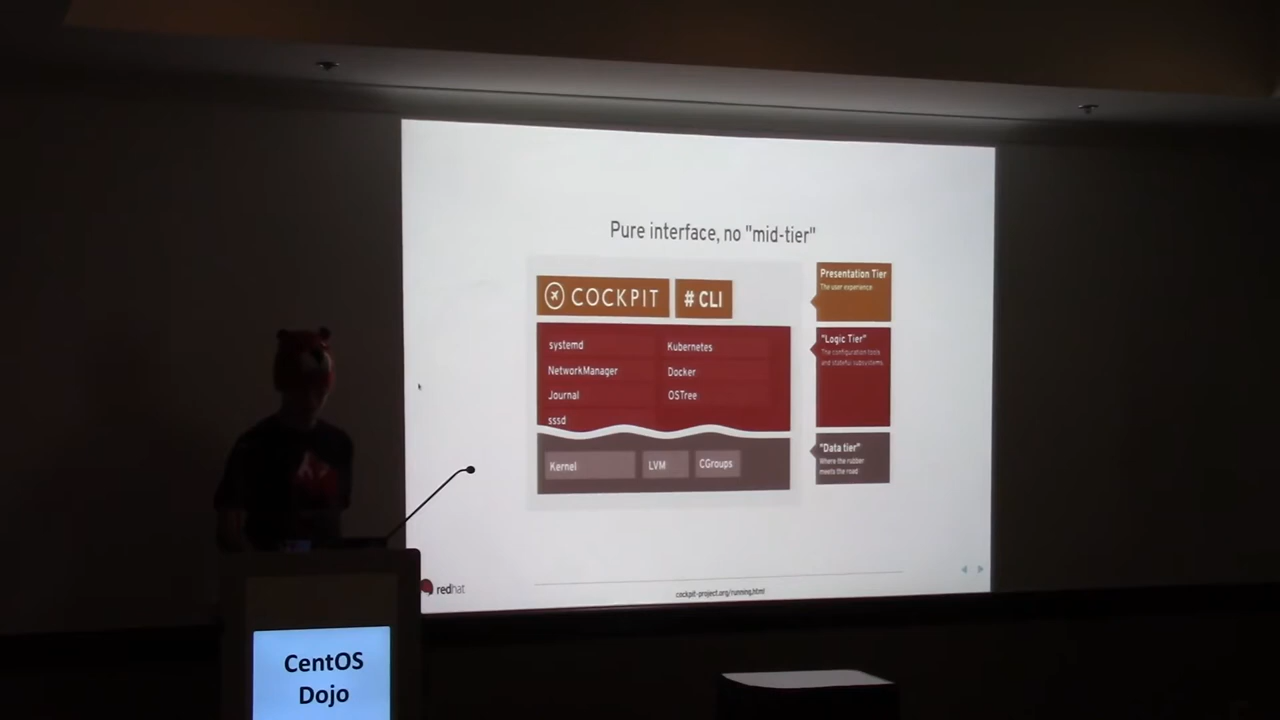 Pure interface, no "mid-tier"
COCKPIT
# CLI
systemd
Kubernetes
NetworkManager
Docker
Journal
OSTree
sssd
Kernel
LVM
CGroups
Presentation Tier
The user experience.
"Logic Tier"
The configuration tools
and stateful subsystems.
"Data tier"
Where the rubber
meets the road
redhat
cockpit-project.org/running.html
CentOS
Dojo